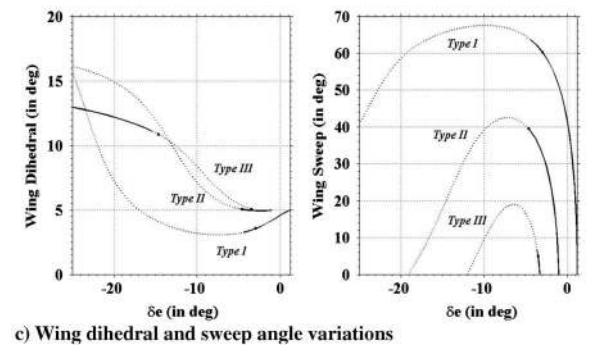 20
15
10
5
0
Wing Dihedral (in deg)
Type III
Type II
Type I
-20
-10
0
δe (in deg)
70
60
50
40
30
20
10
0
Wing Sweep (in deg)
Type I
Type II
Type III
-20
-10
0
δe (in deg)
c) Wing dihedral and sweep angle variations